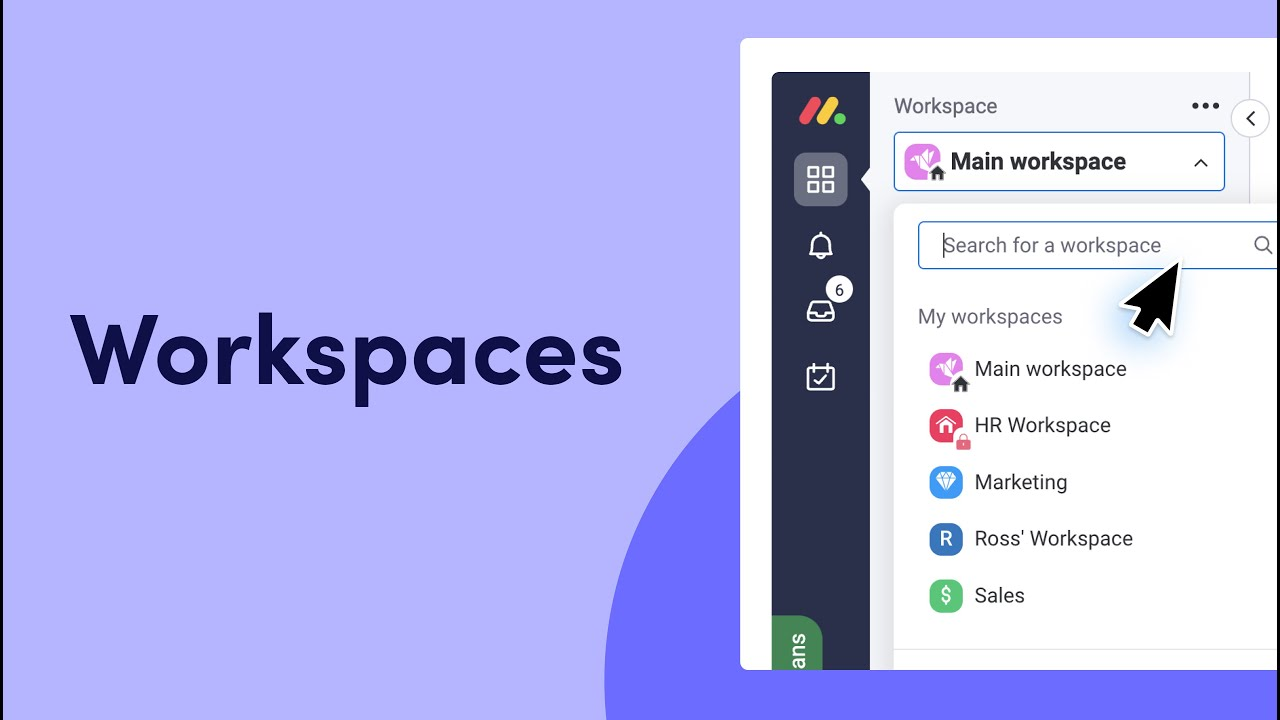 Workspaces
Workspace
Main workspace
Search for a workspace
6
My workspaces
Main workspace
HR Workspace
Marketing
R Ross' Workspace
$ Sales
ans